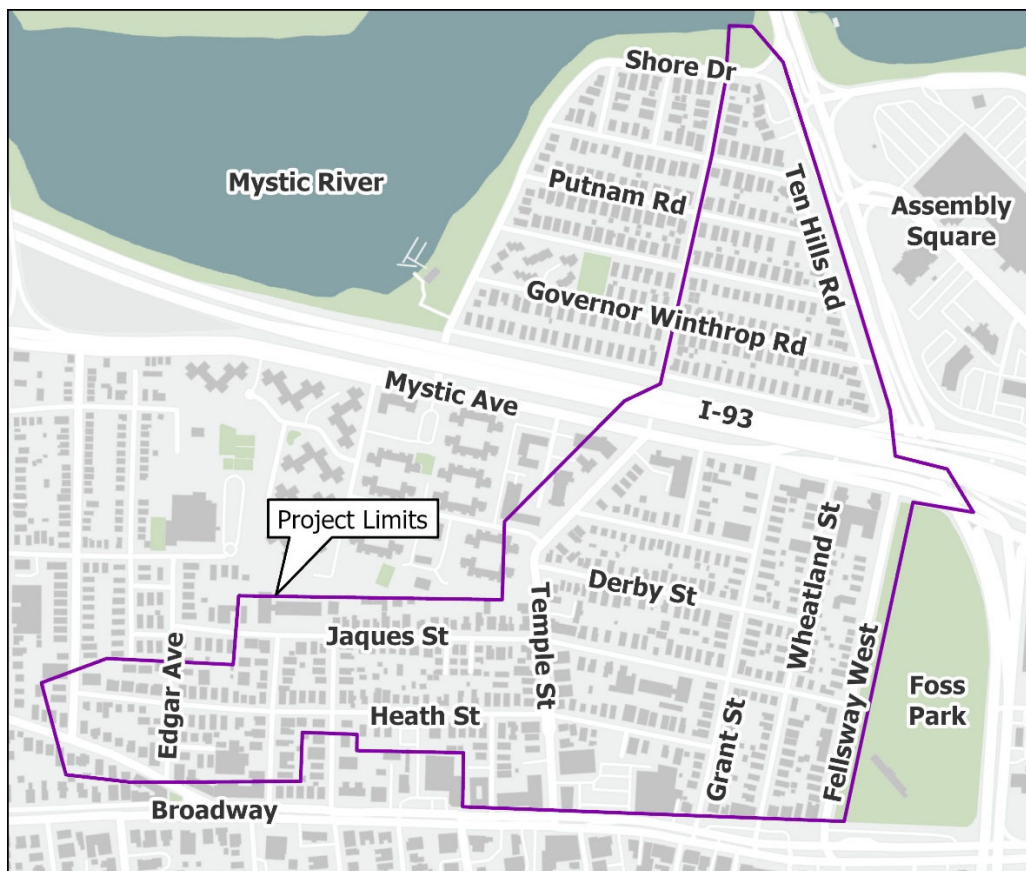 Shore Dr
Mystic River
Putnam Rd
Ten Hills Rd
Assembly
Square
Governor Winthrop Rd
Mystic Ave
I-93
Project Limits
Wheatland St
Derby St
Temple St
Jaques St
Edgar Ave
Fellsway West
Heath St
Grant St
Foss
Park
Broadway